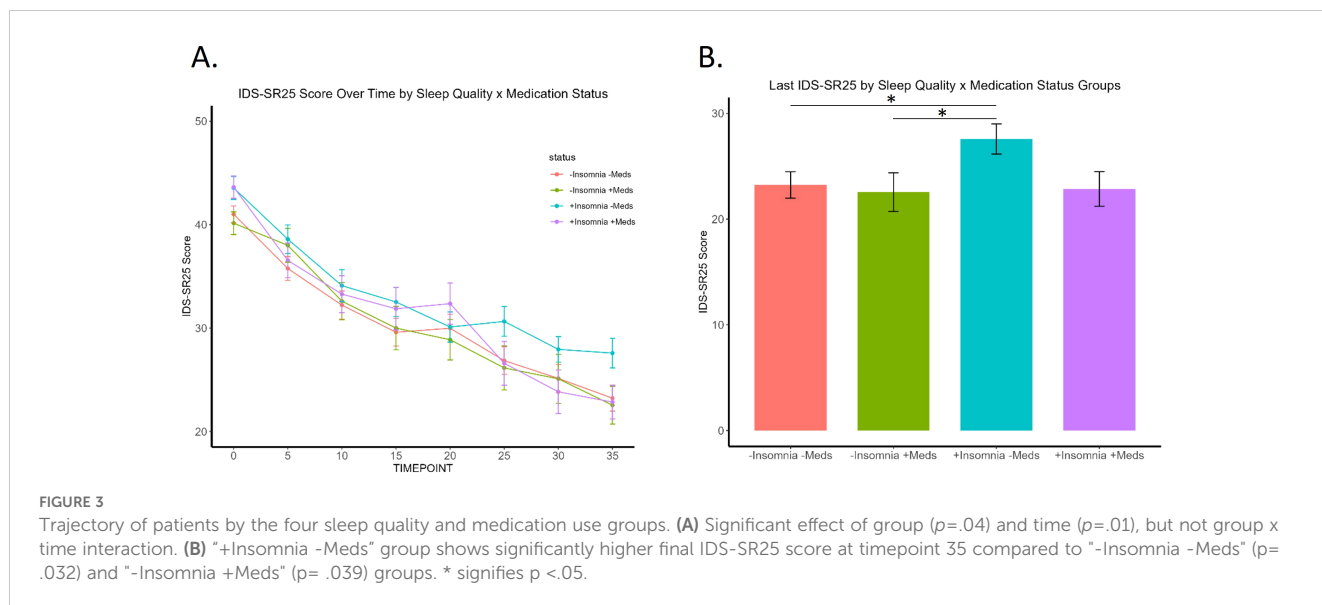 A.
IDS-SR25 Score Over Time by Sleep Quality x Medication Status
50
40
30
20
IDS-SR25 Score
status
-Insomnia -Meds
-Insomnia +Meds
+Insomnia -Meds
+Insomnia +Meds
0 5 10 15 20 25 30 35
TIMEPOINT
B.
Last IDS-SR25 by Sleep Quality x Medication Status Groups
*
*
30
20
10
0
IDS-SR25 Score
-Insomnia -Meds -Insomnia +Meds +Insomnia -Meds +Insomnia +Meds
FIGURE 3
Trajectory of patients by the four sleep quality and medication use groups. (A) Significant effect of group (p=.04) and time (p=.01), but not group x
time interaction. (B) “+Insomnia -Meds” group shows significantly higher final IDS-SR25 score at timepoint 35 compared to "-Insomnia -Meds" (p=
.032) and "-Insomnia +Meds" (p= .039) groups. * signifies p <.05.